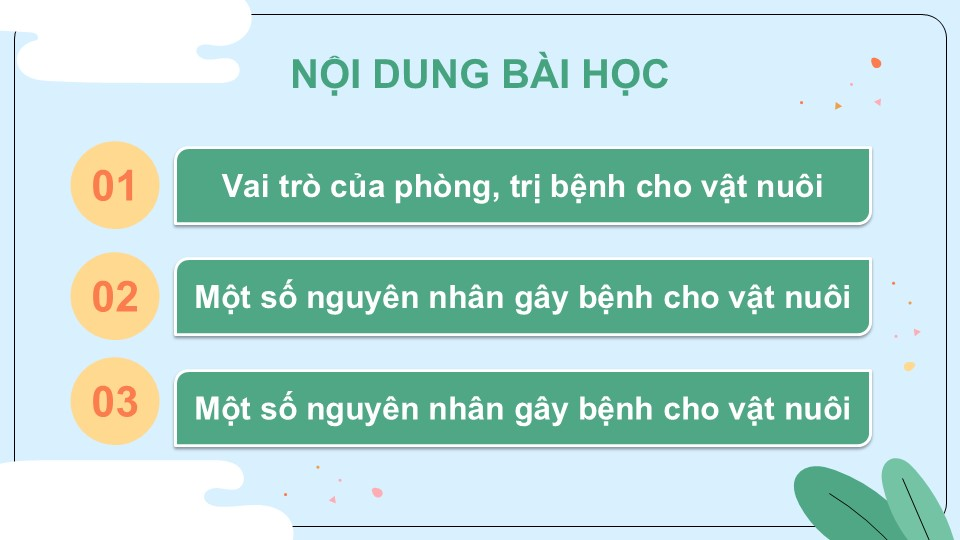 NỘI DUNG BÀI HỌC
01
Vai trò của phòng, trị bệnh cho vật nuôi
02
Một số nguyên nhân gây bệnh cho vật nuôi
03
Một số nguyên nhân gây bệnh cho vật nuôi